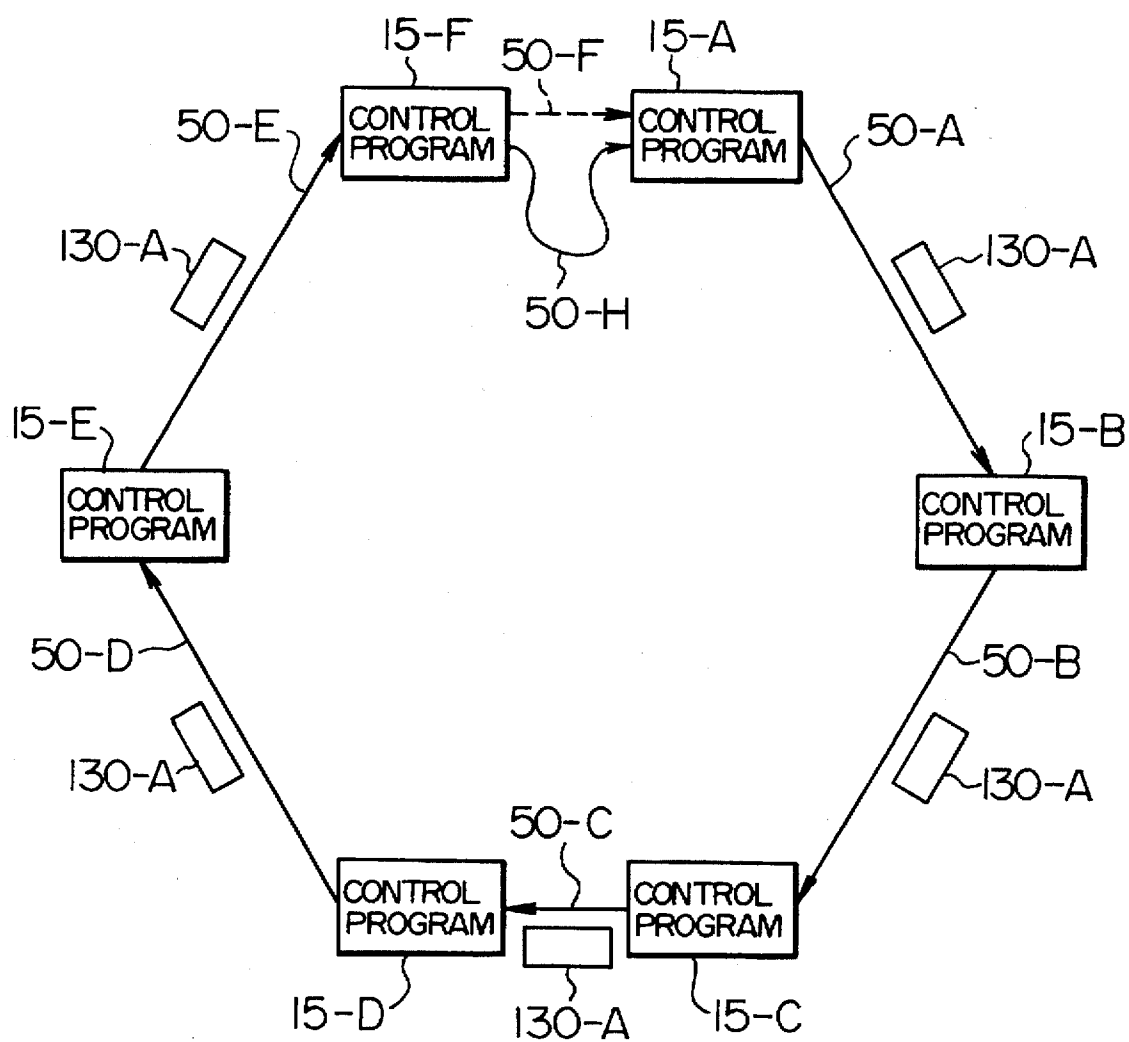 15-F
50-F
15-A
CONTROL
PROGRAM
CONTROL
PROGRAM
50-E
50-A
130-A
130-A
50-H
15-E
15-B
CONTROL
PROGRAM
CONTROL
PROGRAM
50-D
50-B
130-A
130-A
50-C
CONTROL
PROGRAM
CONTROL
PROGRAM
15-D
130-A
15-C